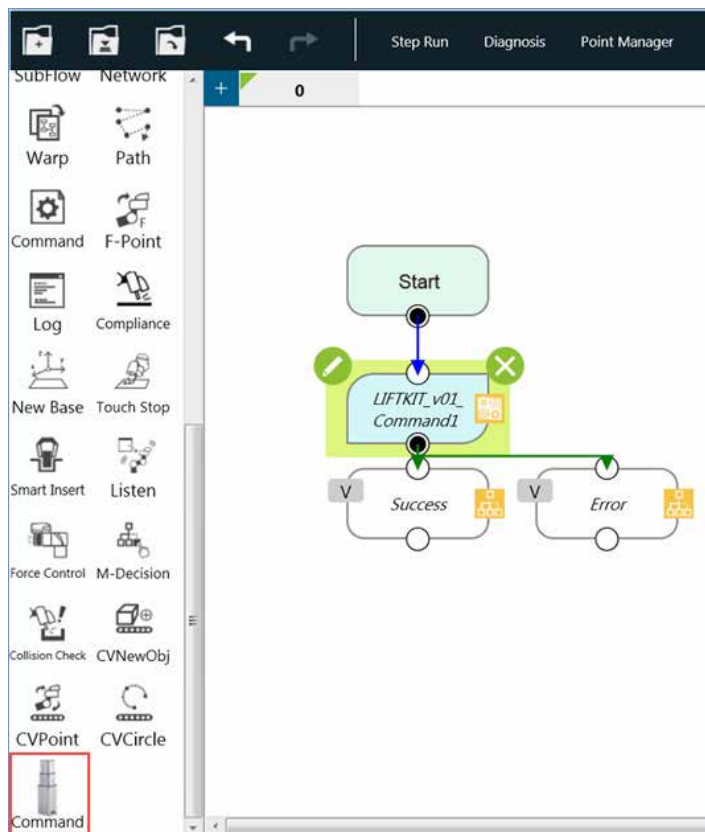 Step Run Diagnosis Point Manager
SubFlow Network
+ 0
Warp Path
Command F-Point
Log Compliance
New Base Touch Stop
Smart Insert Listen
Force Control M-Decision
Collision Check CVNewObj
CVPoint CVCircle
Command
Start
LIFTKIT_v01_
Command1
V Success
V Error